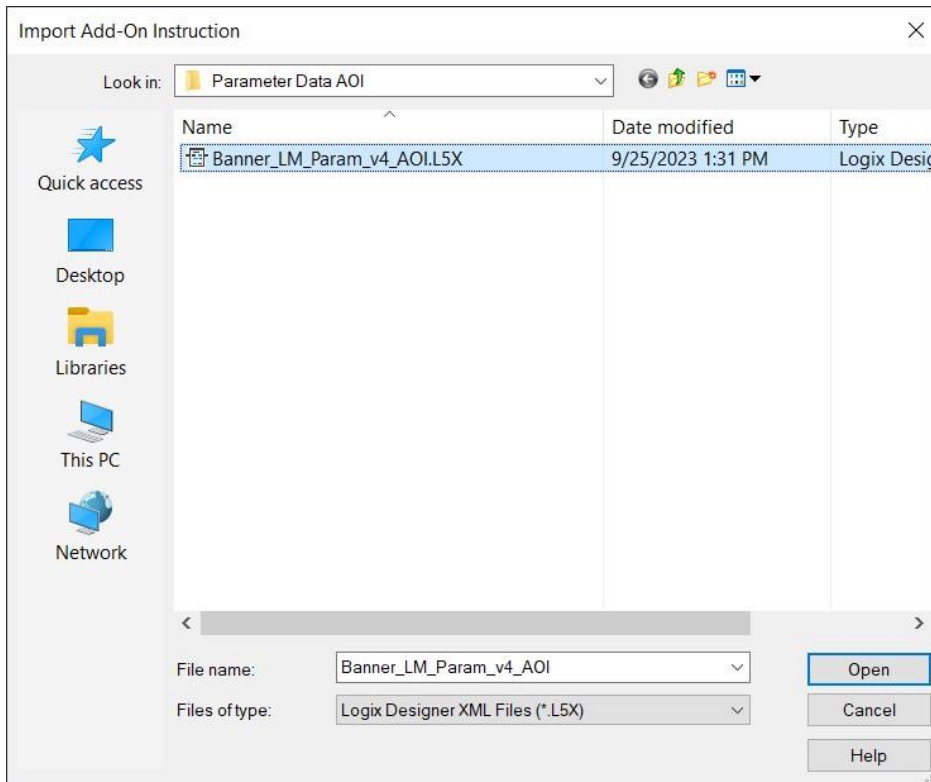 Import Add-On Instruction
Look in: Parameter Data AOI
Name Date modified Type
Banner_LM_Param_v4_AOI.L5X 9/25/2023 1:31 PM Logix Desig
Quick access
Desktop
Libraries
This PC
Network
File name: Banner_LM_Param_v4_AOI Open
Files of type: Logix Designer XML Files (*.L5X) Cancel
Help